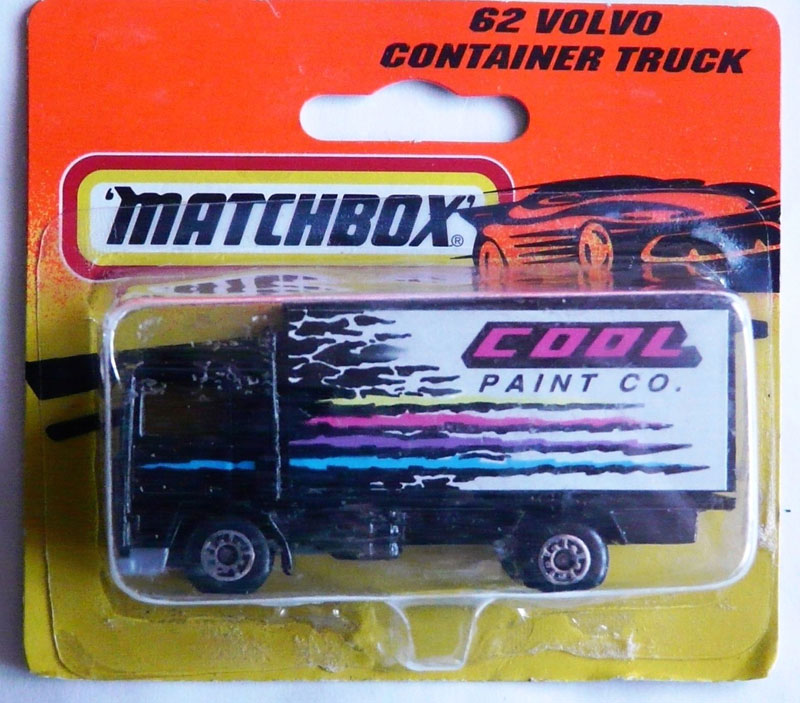 62 VOLVO
CONTAINER TRUCK
'MATCHBOX'®
COOL
PAINT CO.